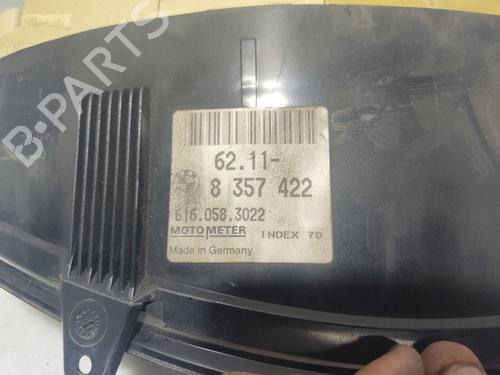 B-PARTS
62.11-
8 357 422
616.058.3022
MOTOMETER INDEX 70
Made in Germany